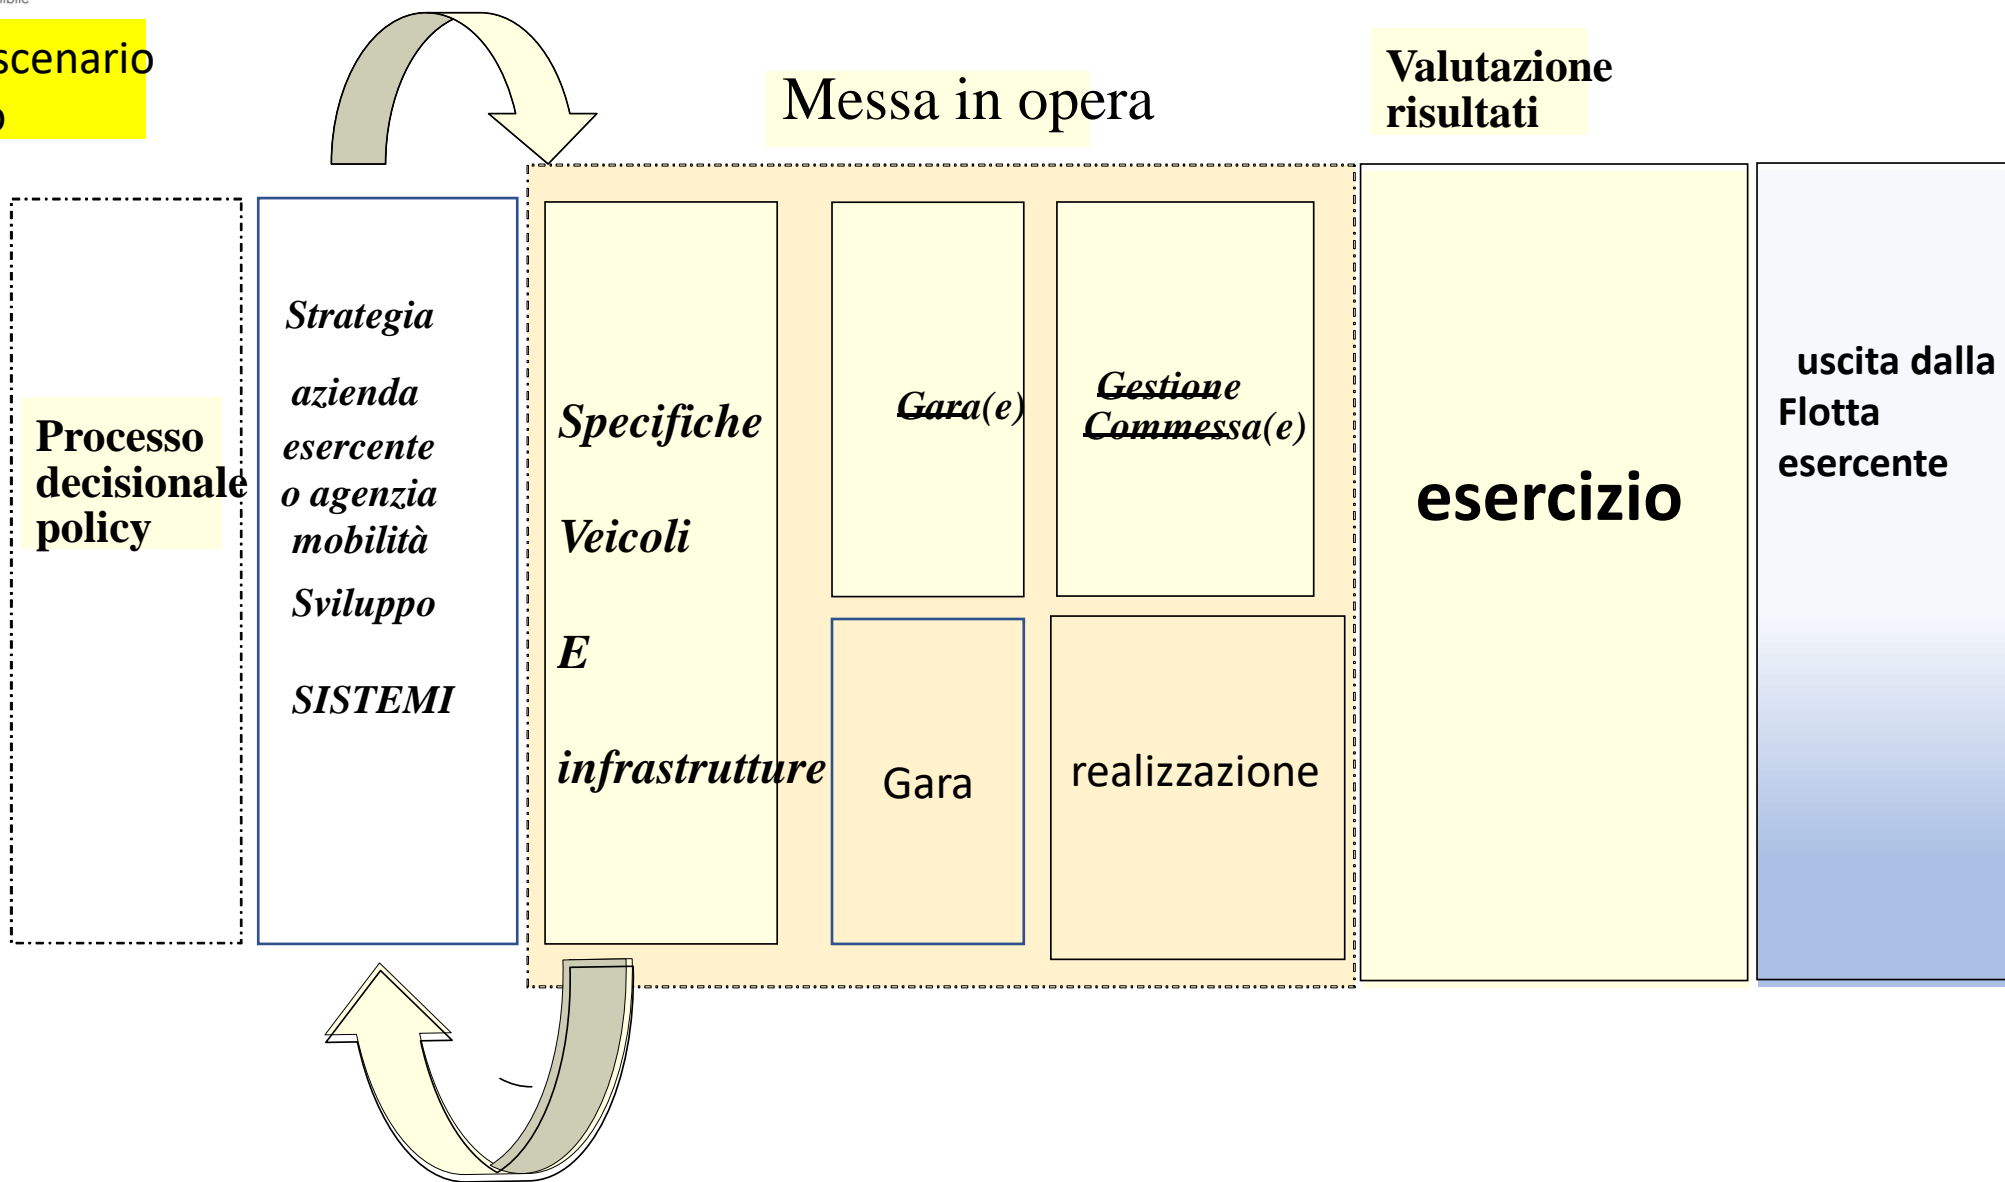 scenario
Messa in opera
Valutazione
risultati
Processo
decisionale
policy
Strategia
azienda
esercente
o agenzia
mobilità
Sviluppo
SISTEMI
Specifiche
Veicoli
E
infrastrutture
Gara(e)
Gestione
Commessa(e)
Gara
realizzazione
esercizio
uscita dalla
Flotta
esercente